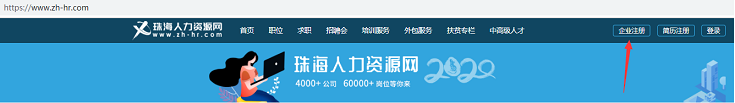 https://www.zh-hr.com
珠海人力资源网 首页 职位 求职 招聘会 培训服务 外包服务 扶贫专栏 中高级人才 企业注册 简历注册 登录
www.zh-hr.com
珠海人力资源网 2020
4000+ 公司 60000+ 岗位等你来